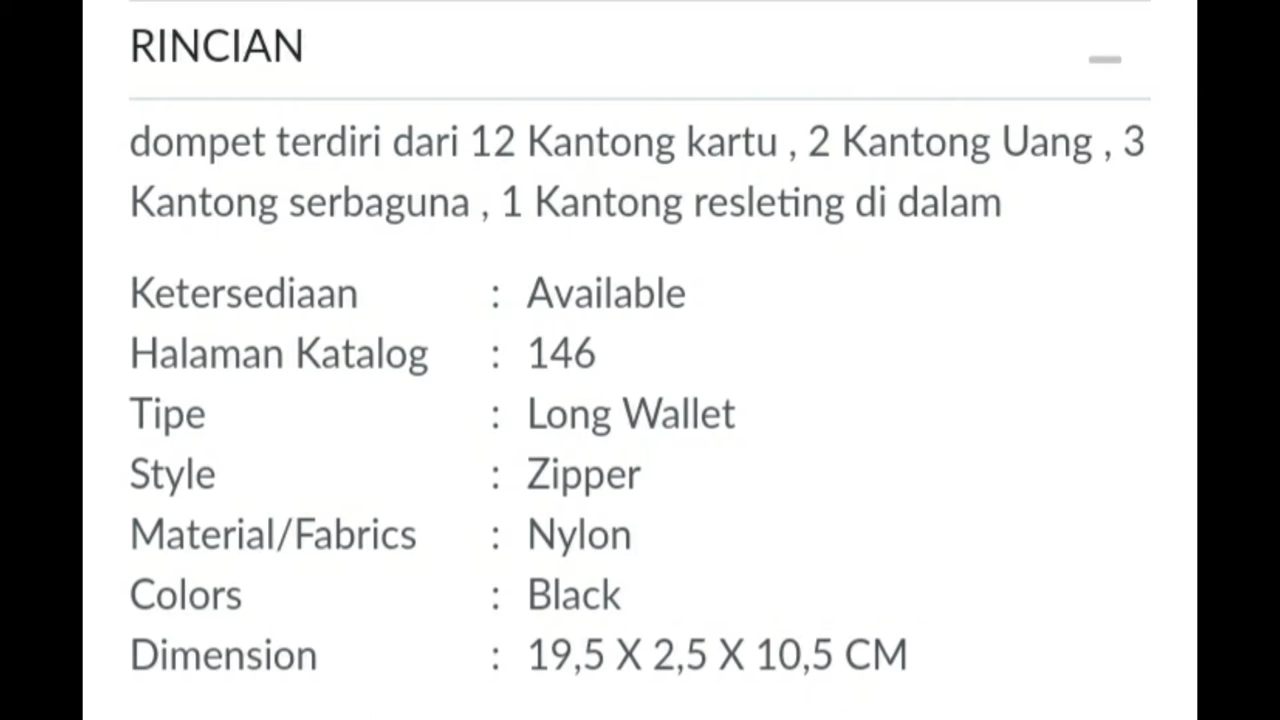 RINCIAN
dompet terdiri dari 12 Kantong kartu , 2 Kantong Uang , 3
Kantong serbaguna , 1 Kantong resleting di dalam
Ketersediaan : Available
Halaman Katalog : 146
Tipe : Long Wallet
Style : Zipper
Material/Fabrics : Nylon
Colors : Black
Dimension : 19,5 X 2,5 X 10,5 CM